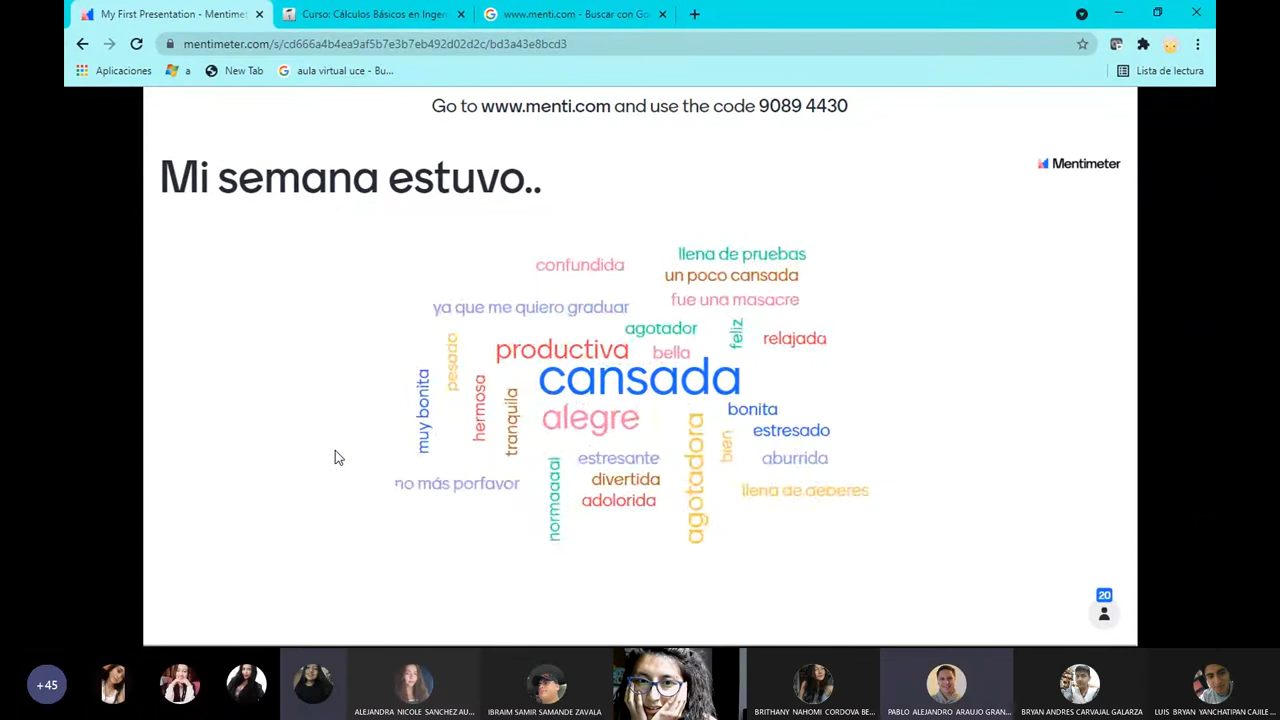 My First Presentation - Mentimet
Curso: Cálculos Básicos en Ingen
www.menti.com - Buscar con Go
mentimeter.com/s/cd666a4b4ea9af5b7e3b7eb492d02d2c/bd3a43e8bcd3
Aplicaciones
a
New Tab
aula virtual uce - Bu...
Lista de lectura
Go to www.menti.com and use the code 9089 4430
Mi semana estuvo..
Mentimeter
llena de pruebas
confundida
un poco cansada
fue una masacre
ya que me quiero graduar
agotador
feliz
relajada
productiva
bella
pesada
cansada
muy bonita
hermosa
tranquila
alegre
bonita
agotadora
bien
estresado
estresante
aburrida
no más porfavor
normaaaal
divertida
llena de deberes
adolorida
20
+45
ALEJANDRA NICOLE SANCHEZ AU...
IBRAIM SAMIR SAMANDE ZAVALA
BRITHANY NAHOMI CORDOVA BE...
PABLO ALEJANDRO ARAUJO GRAN...
BRYAN ANDRES CARVAJAL GALARZA
LUIS BRYAN YANCHATIPAN CAJILE...